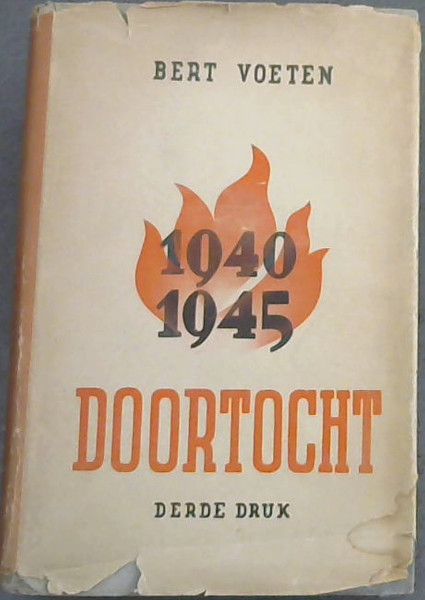 BERT VOETEN
1940
1945
DOORTOCHT
DERDE DRUK